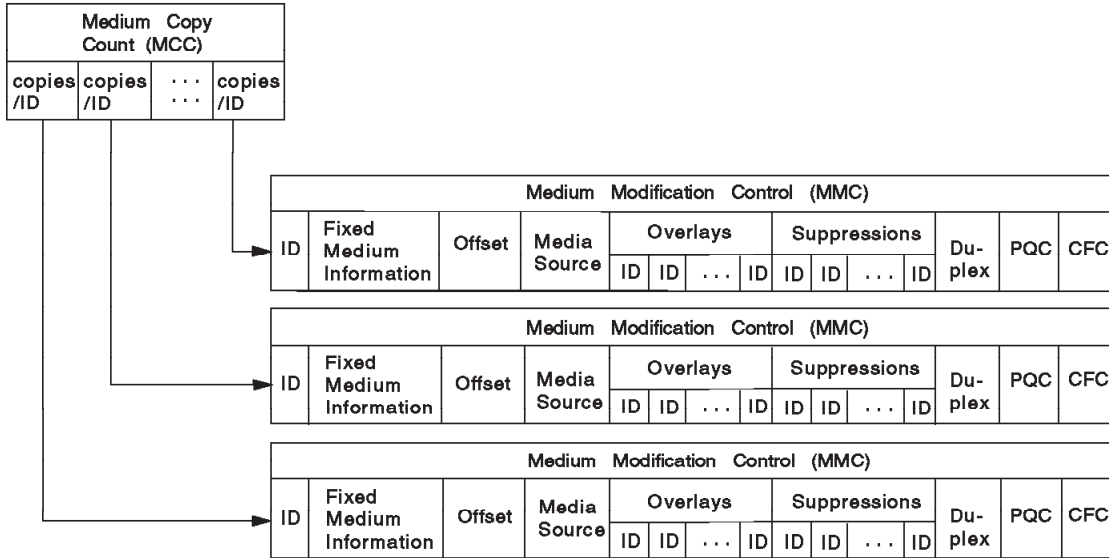 Medium Copy
Count (MCC)
copies copies ... copies
/ID /ID ... /ID
Medium Modification Control (MMC)
ID Fixed Medium Information Offset Media Source Overlays Suppressions Du-plex PQC CFC
ID ID ... ID ID ID ... ID
Medium Modification Control (MMC)
ID Fixed Medium Information Offset Media Source Overlays Suppressions Du-plex PQC CFC
ID ID ... ID ID ID ... ID
Medium Modification Control (MMC)
ID Fixed Medium Information Offset Media Source Overlays Suppressions Du-plex PQC CFC
ID ID ... ID ID ID ... ID